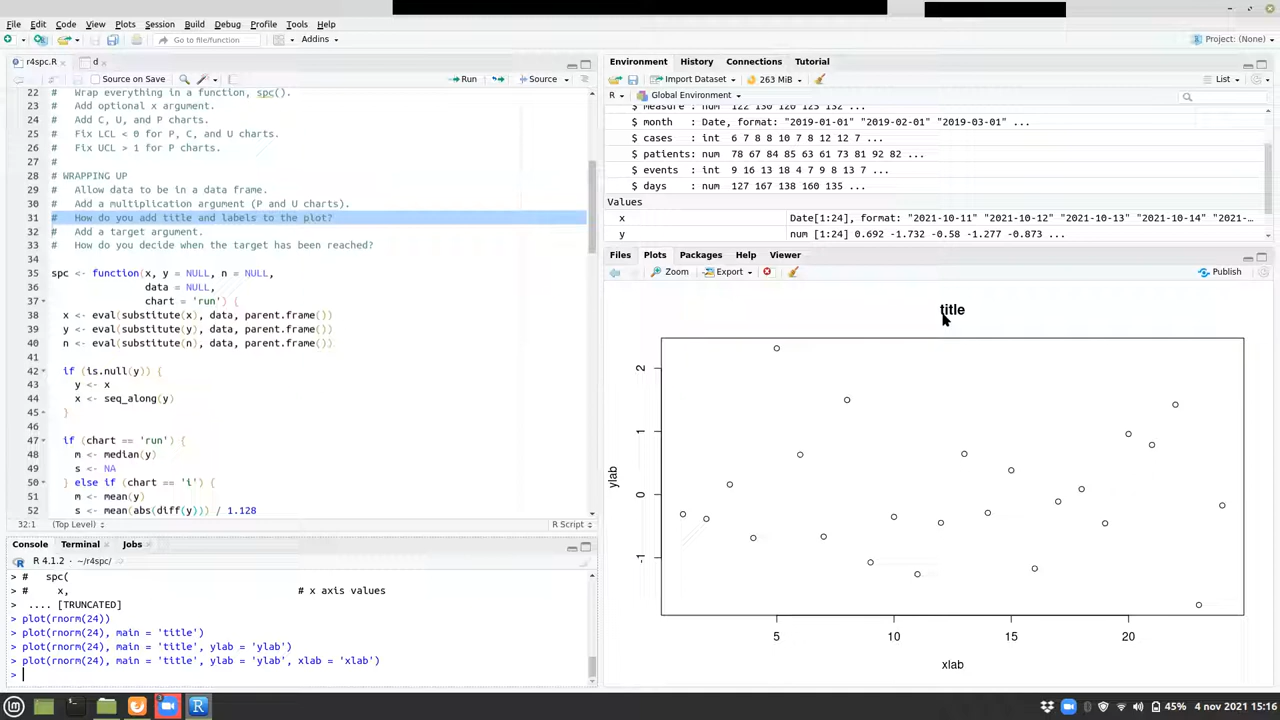 File Edit Code View Plots Session Build Debug Profile Tools Help
Go to file/function Addins Project: (None)
r4spc.R d
Source on Save Run Source
22 # Wrap everything in a function, spc().
23 # Add optional x argument.
24 # Add C, U, and P charts.
25 # Fix LCL < 0 for P, C, and U charts.
26 # Fix UCL > 1 for P charts.
27 #
28 # WRAPPING UP
29 # Allow data to be in a data frame.
30 # Add a multiplication argument (P and U charts).
31 # How do you add title and labels to the plot?
32 # Add a target argument.
33 # How do you decide when the target has been reached?
34
35 spc <- function(x, y = NULL, n = NULL,
36 data = NULL,
37 chart = 'run') {
38 x <- eval(substitute(x), data, parent.frame())
39 y <- eval(substitute(y), data, parent.frame())
40 n <- eval(substitute(n), data, parent.frame())
41
42 if (is.null(y)) {
43 y <- x
44 x <- seq_along(y)
45 }
46
47 if (chart == 'run') {
48 m <- median(y)
49 s <- NA
50 } else if (chart == 'i') {
51 m <- mean(y)
52 s <- mean(abs(diff(y))) / 1.128
32:1 (Top Level) R Script
Console Terminal Jobs
R 4.1.2 · ~/r4spc/
> # spc(
> # x, # x axis values
> .... [TRUNCATED]
> plot(rnorm(24))
> plot(rnorm(24), main = 'title')
> plot(rnorm(24), main = 'title', ylab = 'ylab')
> plot(rnorm(24), main = 'title', ylab = 'ylab', xlab = 'xlab')
>
Environment History Connections Tutorial
Import Dataset 263 MiB List
R Global Environment
$ measure : num 122 130 120 125 132 ...
$ month : Date, format: "2019-01-01" "2019-02-01" "2019-03-01" ...
$ cases : int 6 7 8 8 10 7 8 12 12 7 ...
$ patients: num 78 67 84 85 63 61 73 81 92 82 ...
$ events : int 9 16 13 18 4 7 9 8 13 7 ...
$ days : num 127 167 138 160 135 ...
Values
x Date[1:24], format: "2021-10-11" "2021-10-12" "2021-10-13" "2021-10-14" "2021-...
y num [1:24] 0.692 -1.732 -0.58 -1.277 -0.873 ...
Files Plots Packages Help Viewer
Zoom Export Publish
title
2
1
0
-1
ylab
5 10 15 20
xlab
45% 4 nov 2021 15:16